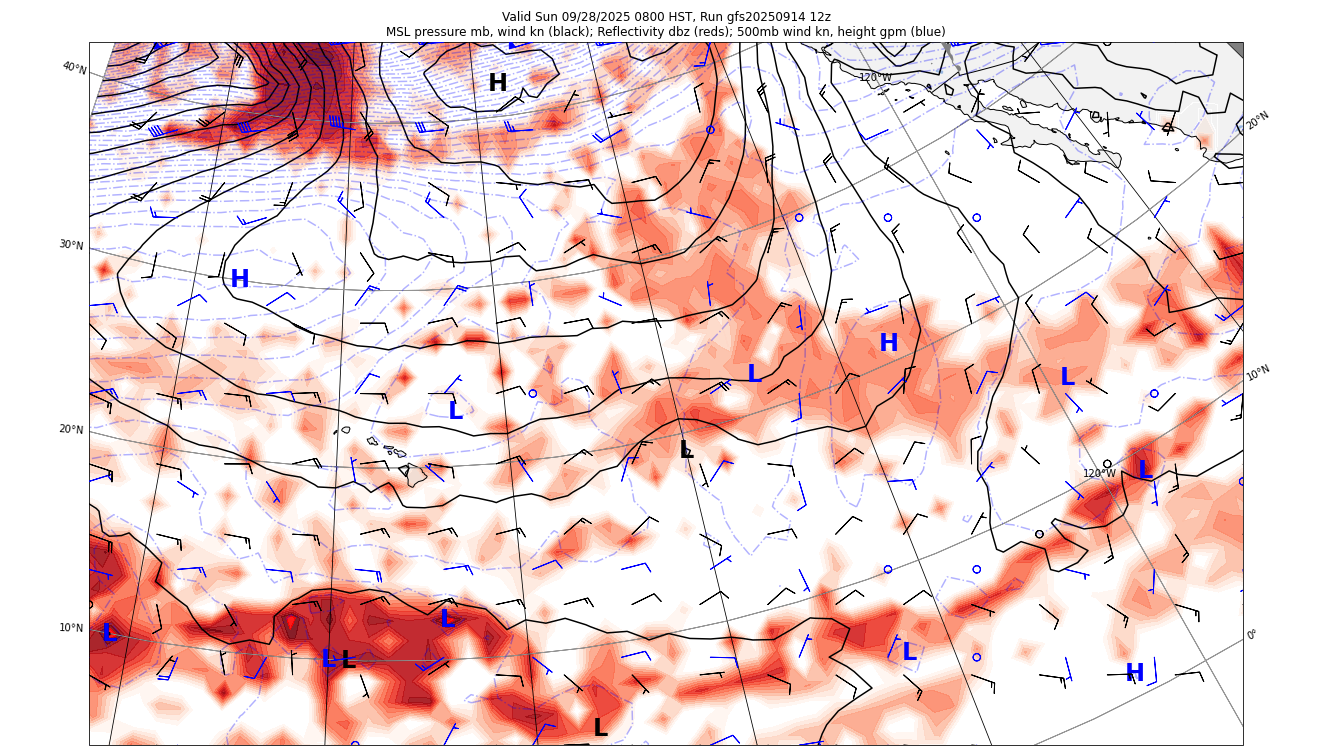 Valid Sun 09/28/2025 0800 HST, Run gfs20250914 12z
MSL pressure mb, wind kn (black); Reflectivity dbz (reds); 500mb wind kn, height gpm (blue)
40°N
H
120°W
20°N
30°N
H
H
L
L
10°N
L
20°N
L
120°W
L
10°N
L
L
0°
L
L
L
H
L